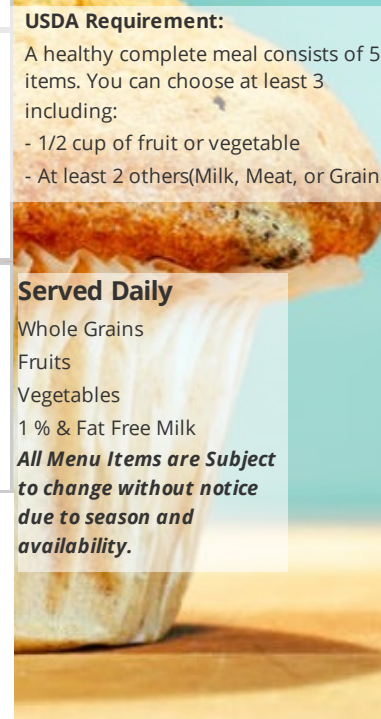 USDA Requirement:
A healthy complete meal consists of 5
items. You can choose at least 3
including:
- 1/2 cup of fruit or vegetable
- At least 2 others(Milk, Meat, or Grain
Served Daily
Whole Grains
Fruits
Vegetables
1 % & Fat Free Milk
All Menu Items are Subject
to change without notice
due to season and
availability.